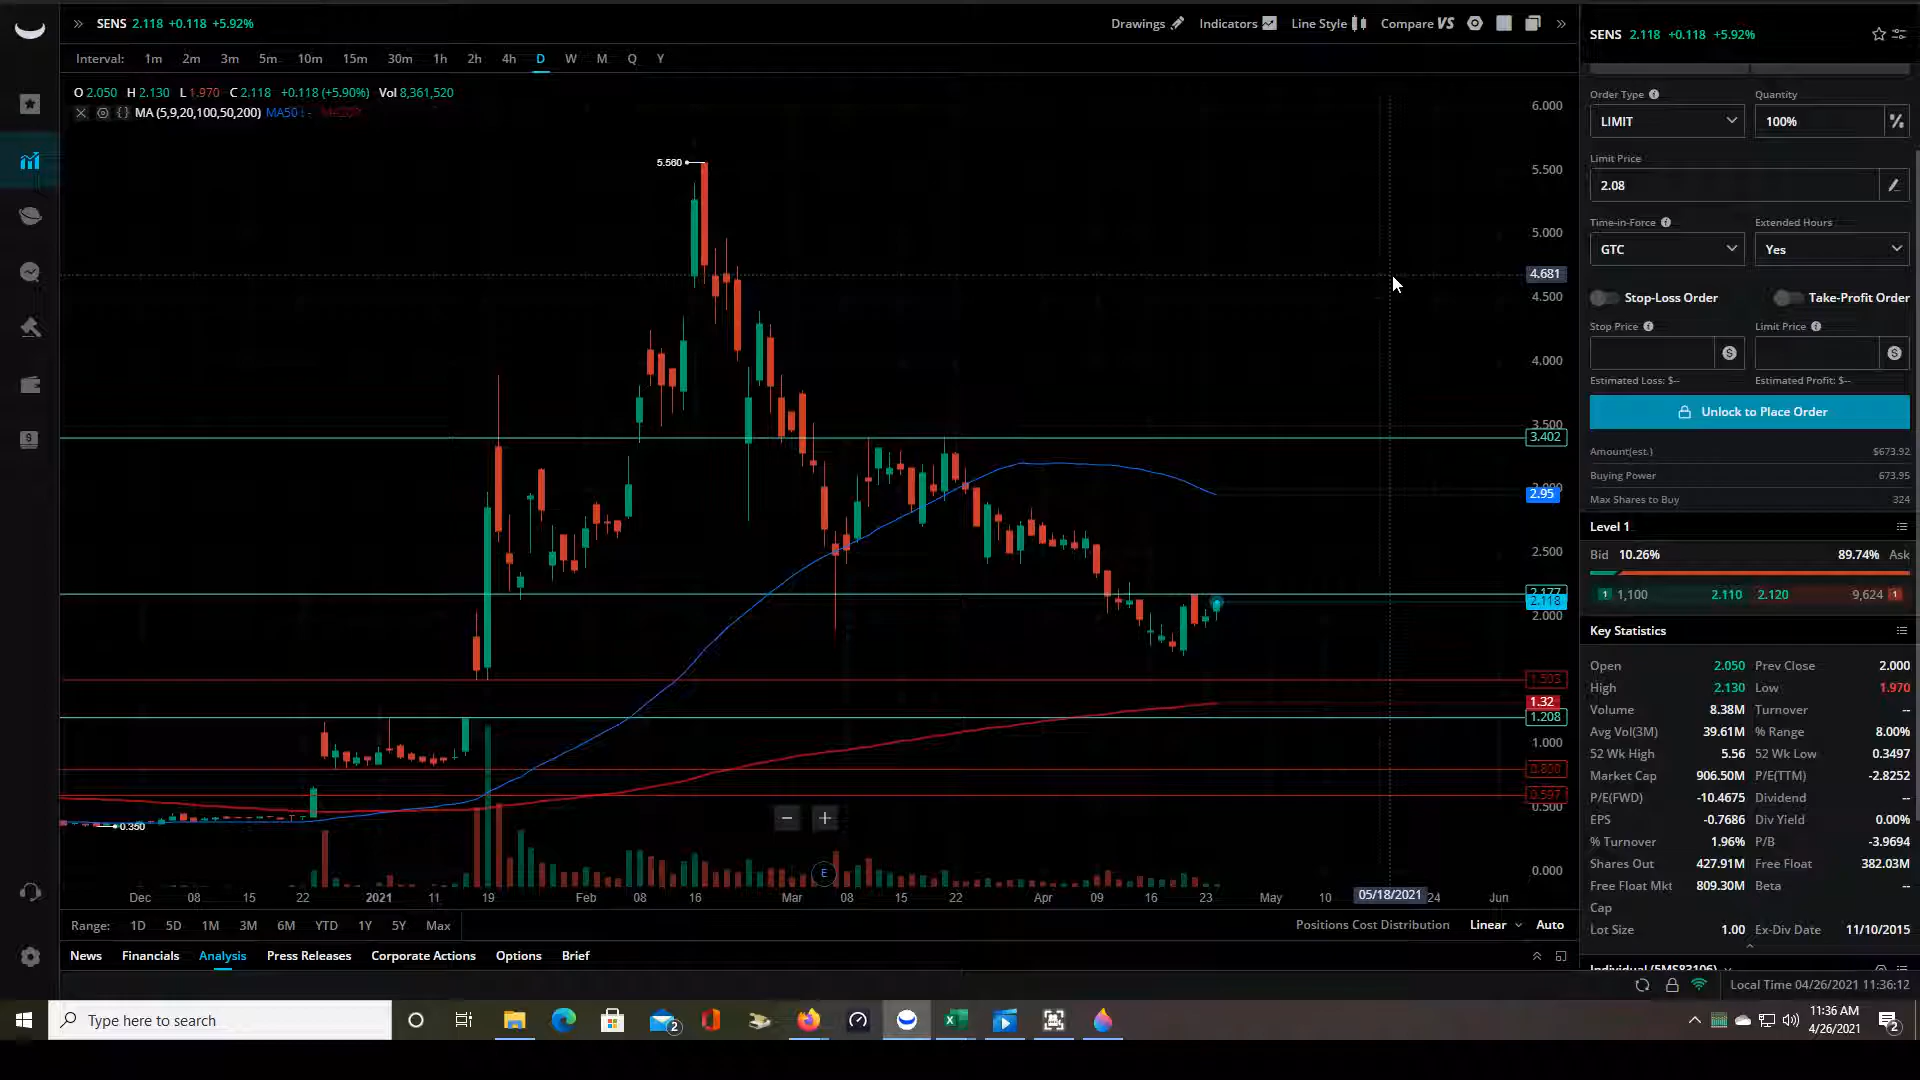 SENS 2.118 +0.118 +5.92%
Drawings Indicators Line Style Compare VS
Interval: 1m 2m 3m 5m 10m 15m 30m 1h 2h 4h D W M Q Y
O 2.050 H 2.130 L 1.970 C 2.118 +0.118 (+5.90%) Vol 8,361,520
MA (5,9,20,100,50,200) MA50
6.000
5.560
5.500
5.000
4.681
4.500
4.000
3.500
3.402
2.95
2.500
2.177
2.118
2.000
1.32
1.208
1.000
0.597
0.500
0.350
0.000
E
Dec 08 15 22 2021 11 19 Feb 08 16 Mar 08 15 22 Apr 09 16 23 May 10 05/18/2021 24 Jun
Range: 1D 5D 1M 3M 6M YTD 1Y 5Y Max
Positions Cost Distribution Linear Auto
News Financials Analysis Press Releases Corporate Actions Options Brief
SENS 2.118 +0.118 +5.92%
Order Type Quantity
LIMIT 100%
Limit Price
2.08
Time-in-Force Extended Hours
GTC Yes
Stop-Loss Order Take-Profit Order
Stop Price Limit Price
Estimated Loss: $-- Estimated Profit: $--
Unlock to Place Order
Amount(est.) $673.92
Buying Power 673.95
Max Shares to Buy 324
Level 1
Bid 10.26% 89.74% Ask
1 1,100 2.110 2.120 9,624 1
Key Statistics
Open 2.050 Prev Close 2.000
High 2.130 Low 1.970
Volume 8.38M Turnover --
Avg Vol(3M) 39.61M % Range 8.00%
52 Wk High 5.56 52 Wk Low 0.3497
Market Cap 906.50M P/E(TTM) -2.8252
P/E(FWD) -10.4675 Dividend --
EPS -0.7686 Div Yield 0.00%
% Turnover 1.96% P/B -3.9694
Shares Out 427.91M Free Float 382.03M
Free Float Mkt Cap 809.30M Beta --
Lot Size 1.00 Ex-Div Date 11/10/2015
Individual (5MS83106)
Local Time 04/26/2021 11:36:12
Type here to search
2
11:36 AM
4/26/2021
2